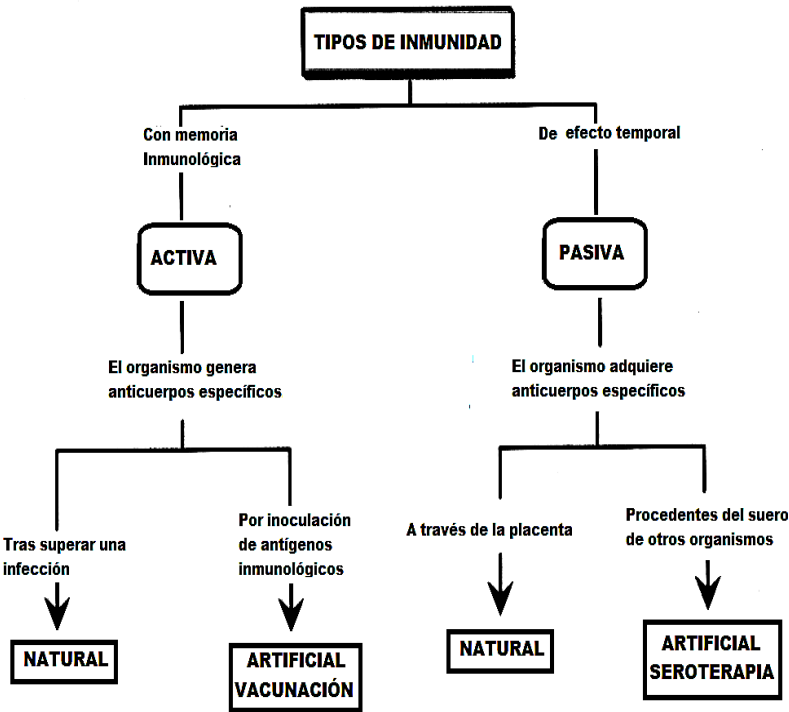 TIPOS DE INMUNIDAD
Con memoria
Inmunológica
De efecto temporal
ACTIVA
PASIVA
El organismo genera
anticuerpos específicos
El organismo adquiere
anticuerpos específicos
Tras superar una
infección
Por inoculación
de antígenos
inmunológicos
A través de la placenta
Procedentes del suero
de otros organismos
NATURAL
ARTIFICIAL
VACUNACIÓN
NATURAL
ARTIFICIAL
SEROTERAPIA